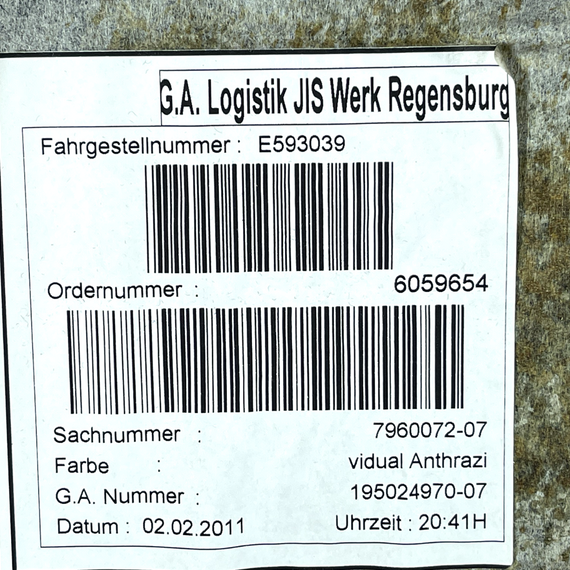 G.A. Logistik JIS Werk Regensburg
Fahrgestellnummer : E593039
Ordernummer : 6059654
Sachnummer : 7960072-07
Farbe : vidual Anthrazi
G.A. Nummer : 195024970-07
Datum : 02.02.2011 Uhrzeit : 20:41H